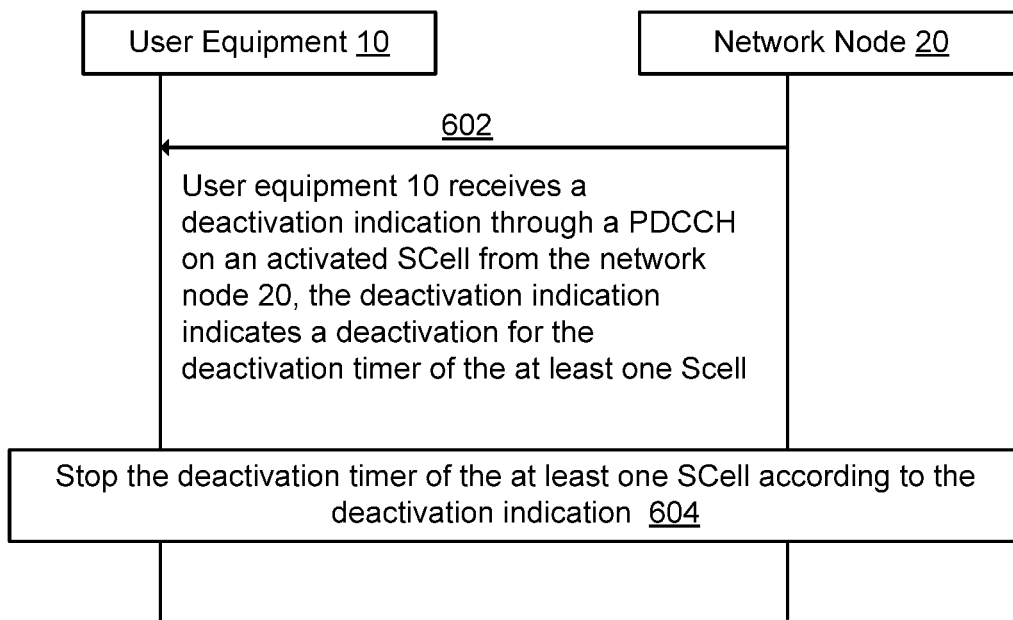 User Equipment 10
Network Node 20
602
User equipment 10 receives a
deactivation indication through a PDCCH
on an activated SCell from the network
node 20, the deactivation indication
indicates a deactivation for the
deactivation timer of the at least one Scell
Stop the deactivation timer of the at least one SCell according to the
deactivation indication 604